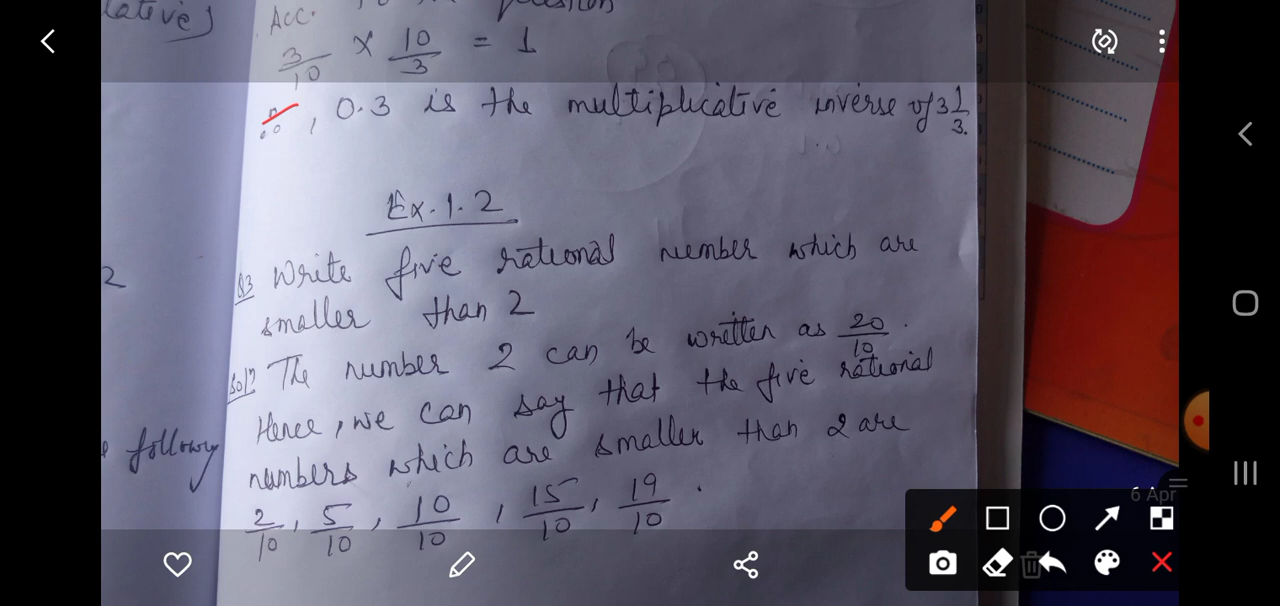 lative)
Acc. question
3/10 × 10/3 = 1
, 0.3 is the multiplicative inverse of 3 1/3.
Ex. 1.2
Q3 Write five rational number which are
smaller than 2
2
Sol? The number 2 can be written as 20/10.
Hence, we can say that the five rational
following
numbers which are smaller than 2 are
2/10, 5/10, 10/10, 15/10, 19/10.
6 Apr